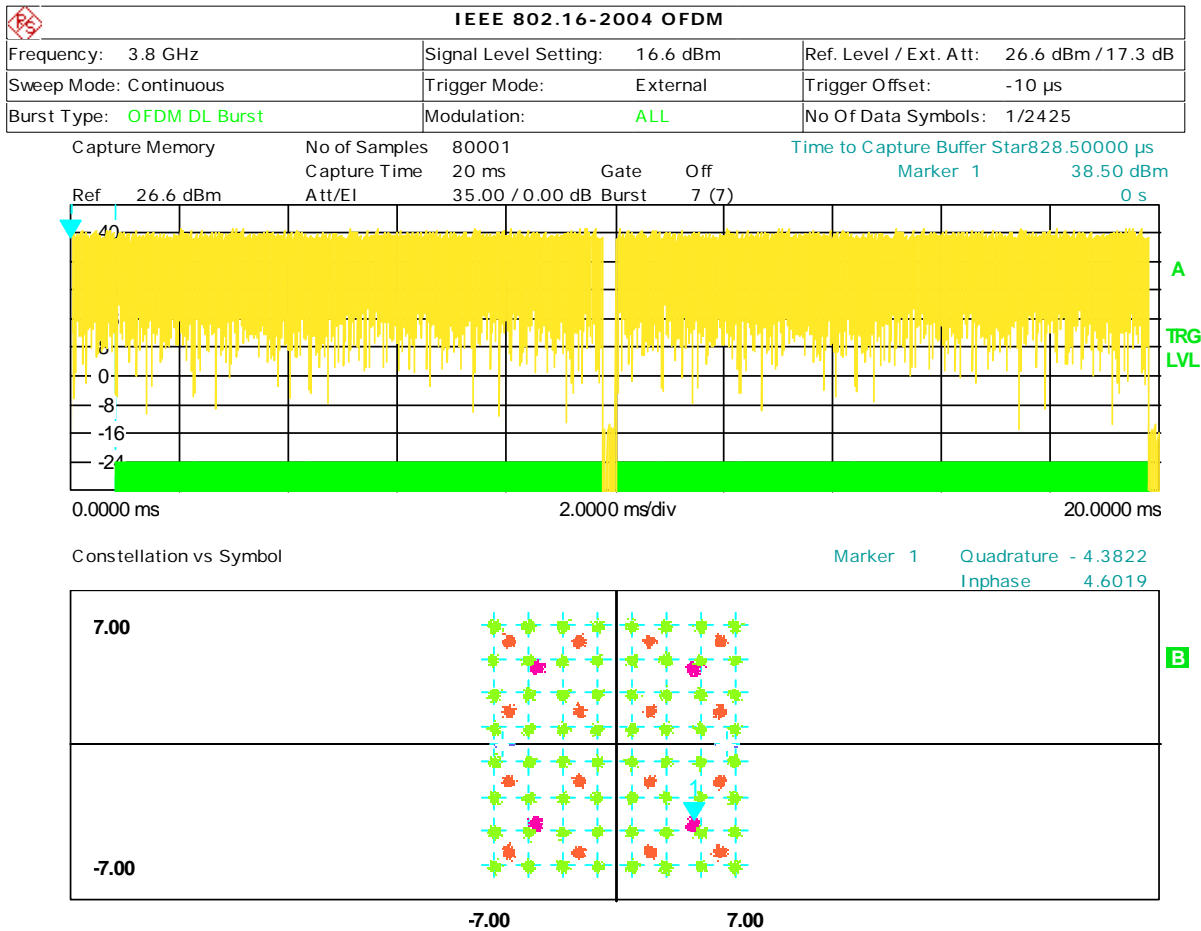 IEEE 802.16-2004 OFDM
Frequency: 3.8 GHz Signal Level Setting: 16.6 dBm Ref. Level / Ext. Att: 26.6 dBm / 17.3 dB
Sweep Mode: Continuous Trigger Mode: External Trigger Offset: -10 µs
Burst Type: OFDM DL Burst Modulation: ALL No Of Data Symbols: 1/2425
Capture Memory No of Samples 80001 Time to Capture Buffer Star828.50000 µs
Capture Time 20 ms Gate Off Marker 1 38.50 dBm
Ref 26.6 dBm Att/El 35.00 / 0.00 dB Burst 7 (7) 0 s
40
A
TRG
8
LVL
0
-8
-16
-24
0.0000 ms 2.0000 ms/div 20.0000 ms
Constellation vs Symbol Marker 1 Quadrature - 4.3822
Inphase 4.6019
7.00
B
1
-7.00
-7.00 7.00